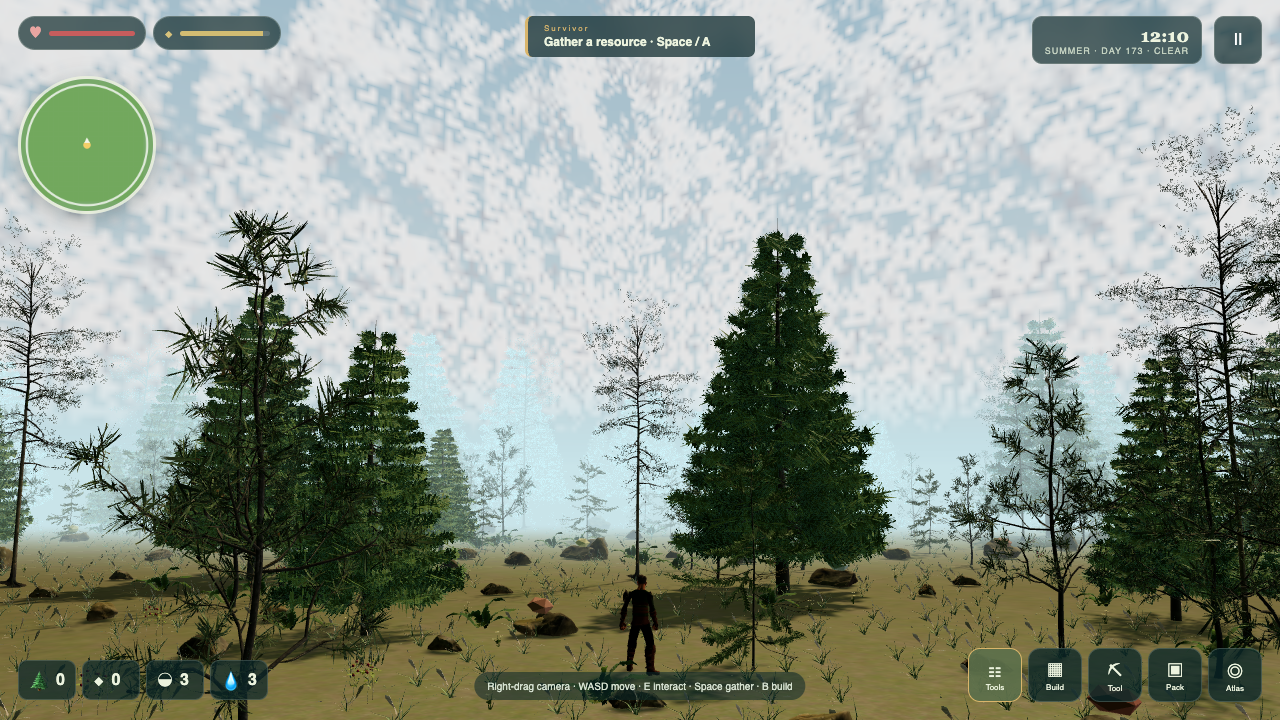 Survivor
Gather a resource · Space / A
12:10
SUMMER · DAY 173 · CLEAR
0
0
3
3
Right-drag camera · WASD move · E interact · Space gather · B build
Tools
Build
Tool
Pack
Atlas